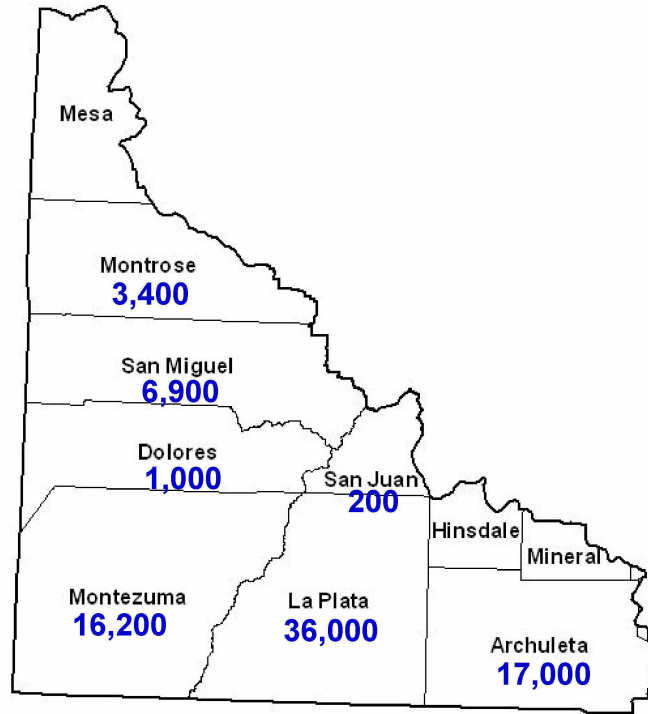 Mesa
Montrose
3,400
San Miguel
6,900
Dolores
1,000
San Juan
200
Hinsdale
Mineral
Montezuma
16,200
La Plata
36,000
Archuleta
17,000